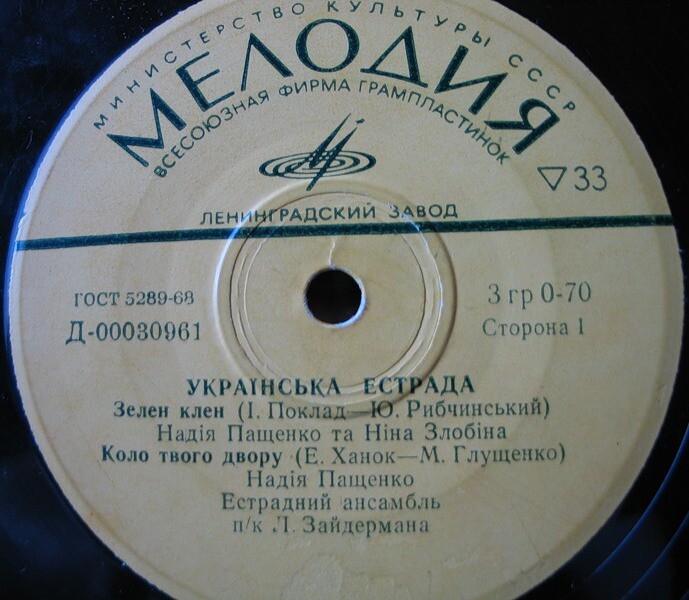 МИНИСТЕРСТВО КУЛЬТУРЫ СССР
МЕЛОДИЯ
ВСЕСОЮЗНАЯ ФИРМА ГРАМПЛАСТИНОК
33
ЛЕНИНГРАДСКИЙ ЗАВОД
ГОСТ 5289-68
3 гр 0-70
Д-00030961
Сторона 1
УКРАЇНСЬКА ЕСТРАДА
Зелен клен (І. Поклад—Ю. Рибчинський)
Надія Пащенко та Ніна Злобіна
Коло твого двору (Е. Ханок—М. Глущенко)
Надія Пащенко
Естрадний ансамбль
п/к Л. Зайдермана